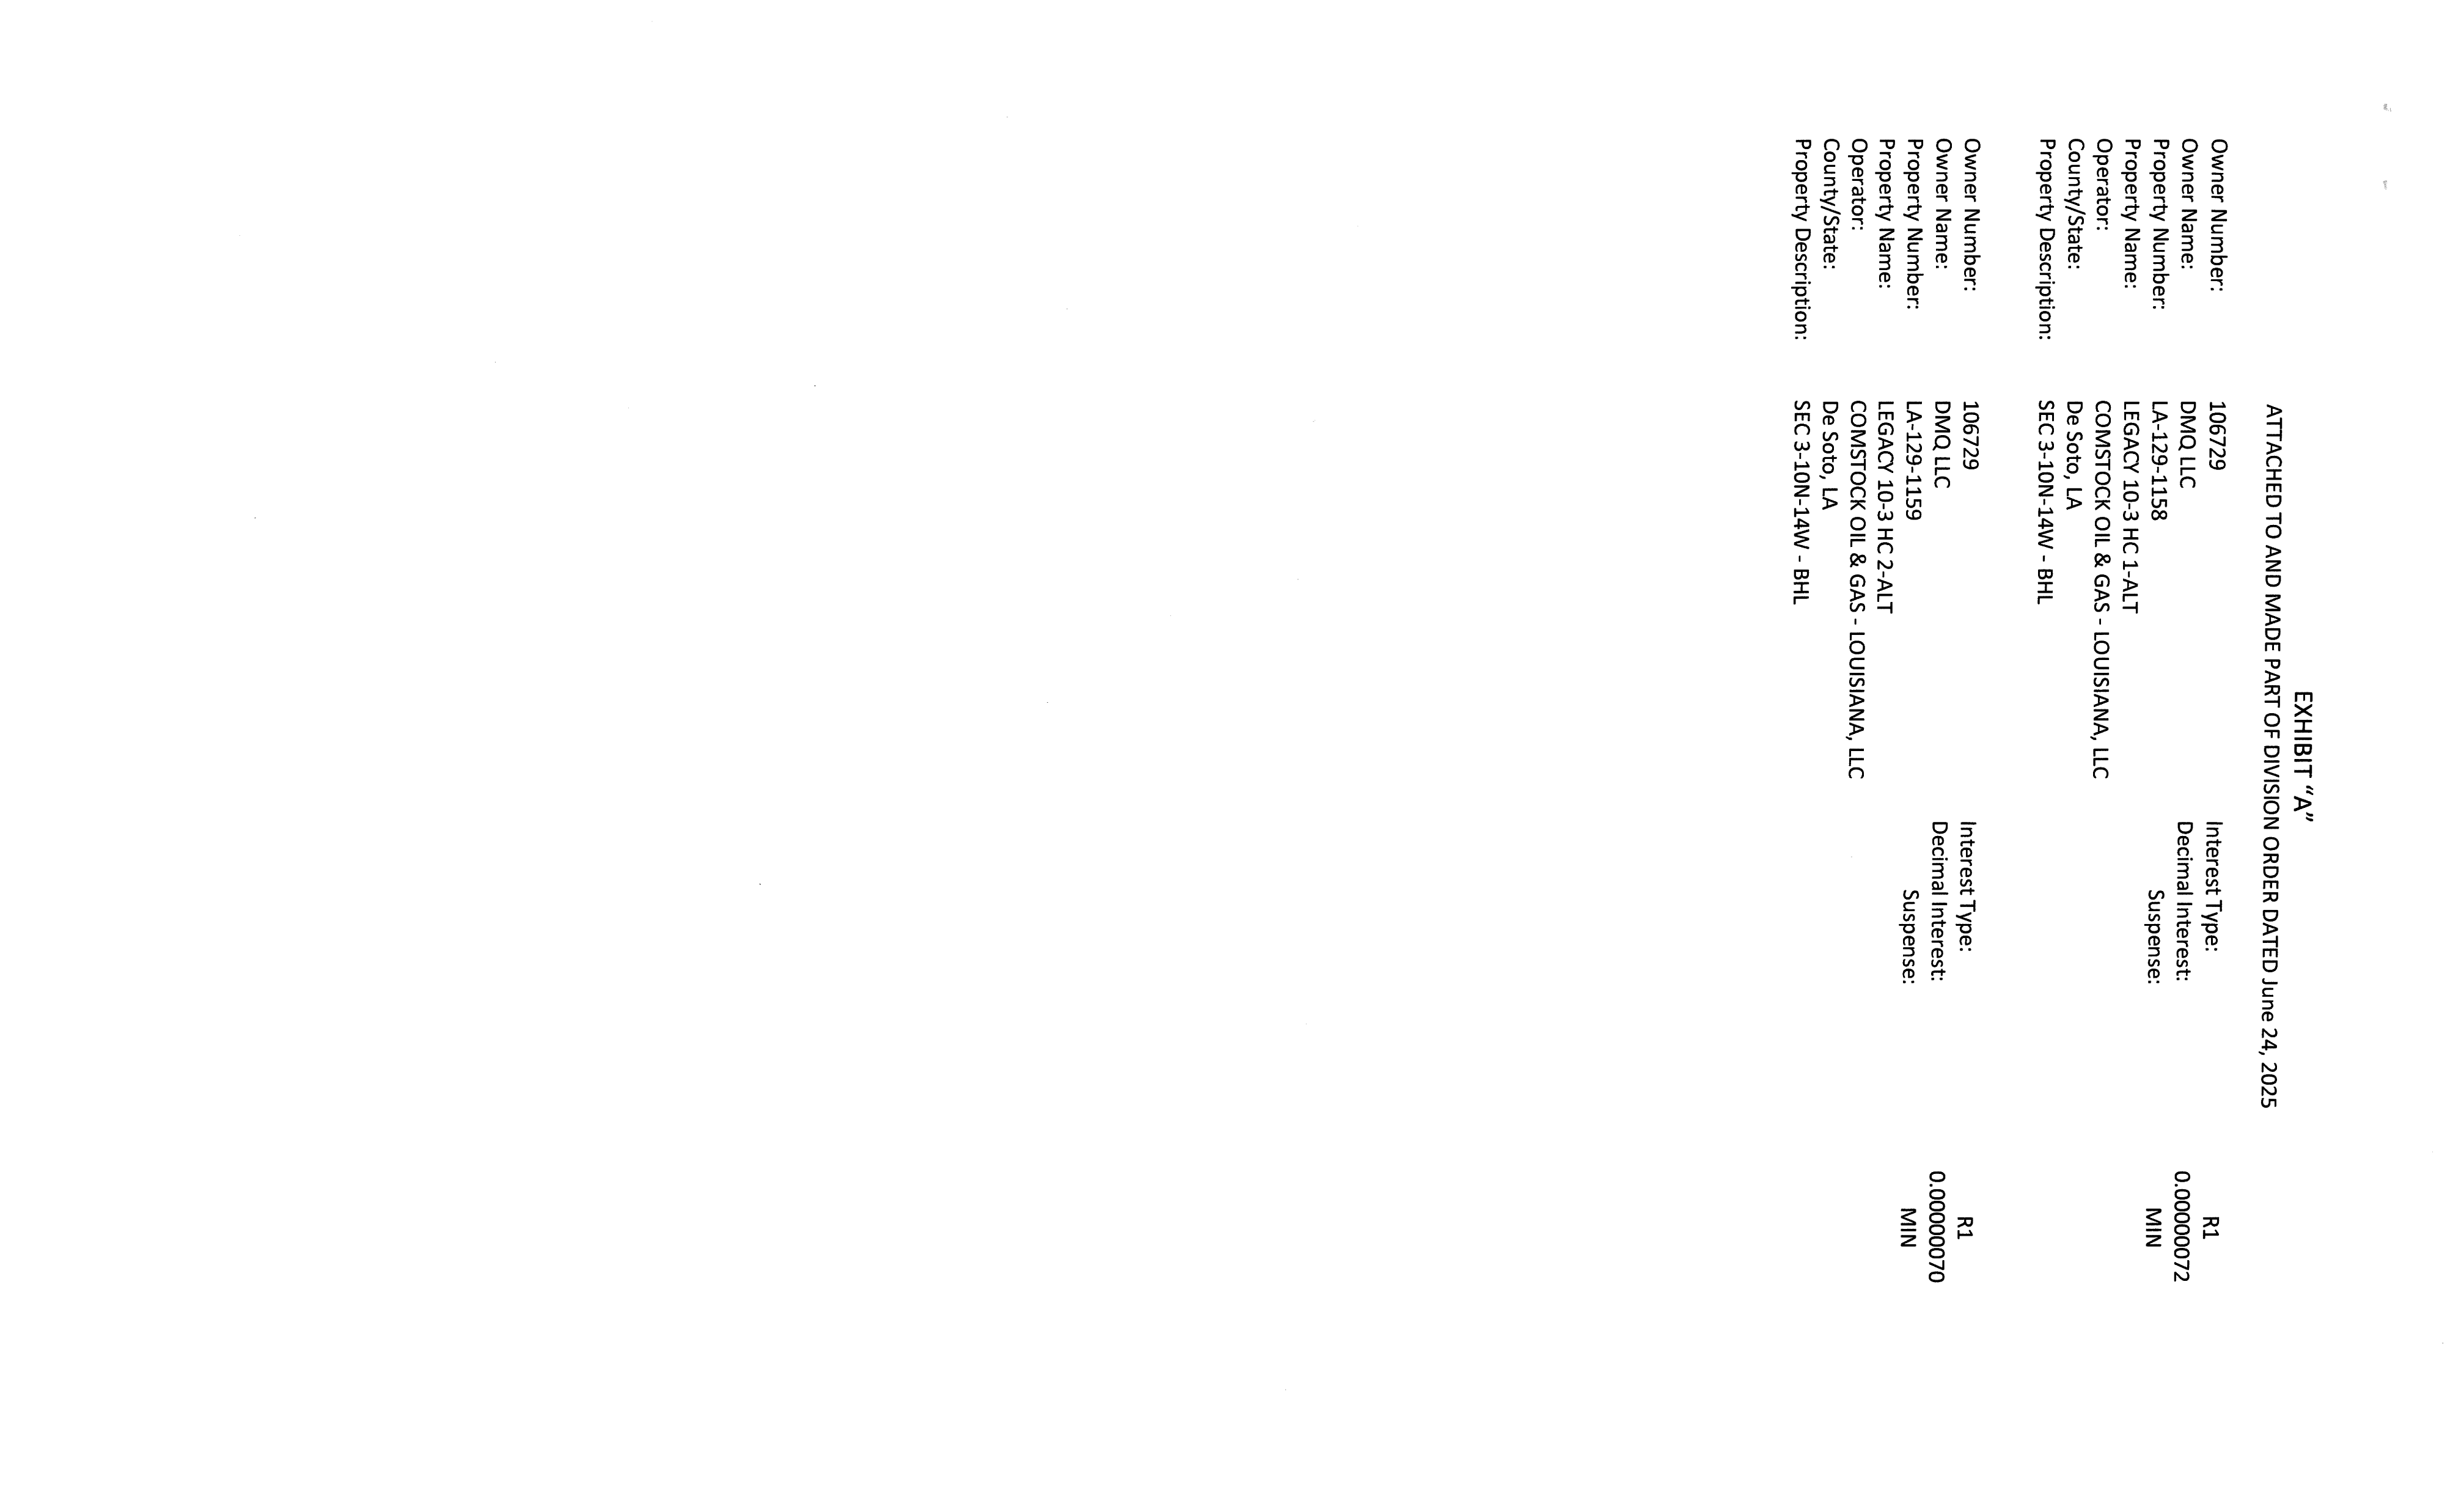 EXHIBIT “A”
ATTACHED TO AND MADE PART OF DIVISION ORDER DATED June 24, 2025
Owner Number: 106729 Interest Type: R1
Owner Name: DMQ LLC Decimal Interest: 0.00000072
Property Number: LA-129-1158 Suspense: MIN
Property Name: LEGACY 10-3 HC 1-ALT
Operator: COMSTOCK OIL & GAS - LOUISIANA, LLC
County/State: De Soto, LA
Property Description: SEC 3-10N-14W - BHL
Owner Number: 106729 Interest Type: R1
Owner Name: DMQ LLC Decimal Interest: 0.00000070
Property Number: LA-129-1159 Suspense: MIN
Property Name: LEGACY 10-3 HC 2-ALT
Operator: COMSTOCK OIL & GAS - LOUISIANA, LLC
County/State: De Soto, LA
Property Description: SEC 3-10N-14W - BHL